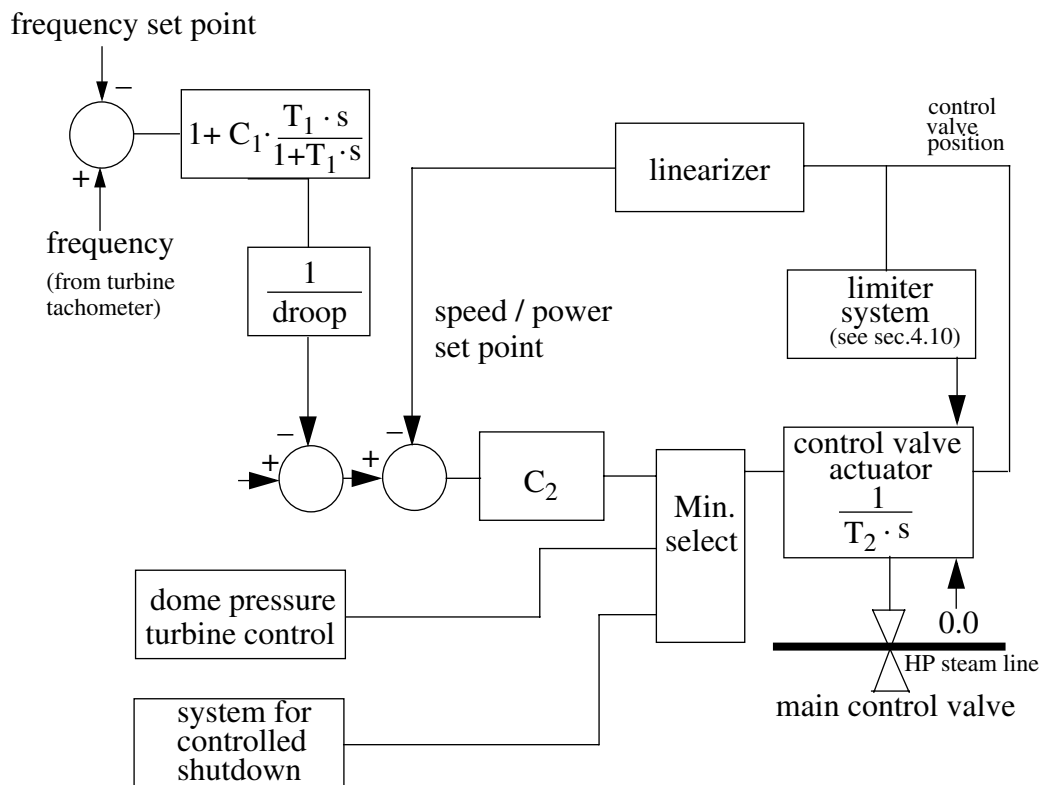 frequency set point
−
1+ C1 · T1 · s / 1+T1 · s
+
frequency
(from turbine
tachometer)
1
droop
linearizer
control
valve
position
limiter
system
(see sec.4.10)
speed / power
set point
−
+
−
+
C2
Min.
select
control valve
actuator
1
T2 · s
0.0
HP steam line
main control valve
dome pressure
turbine control
system for
controlled
shutdown